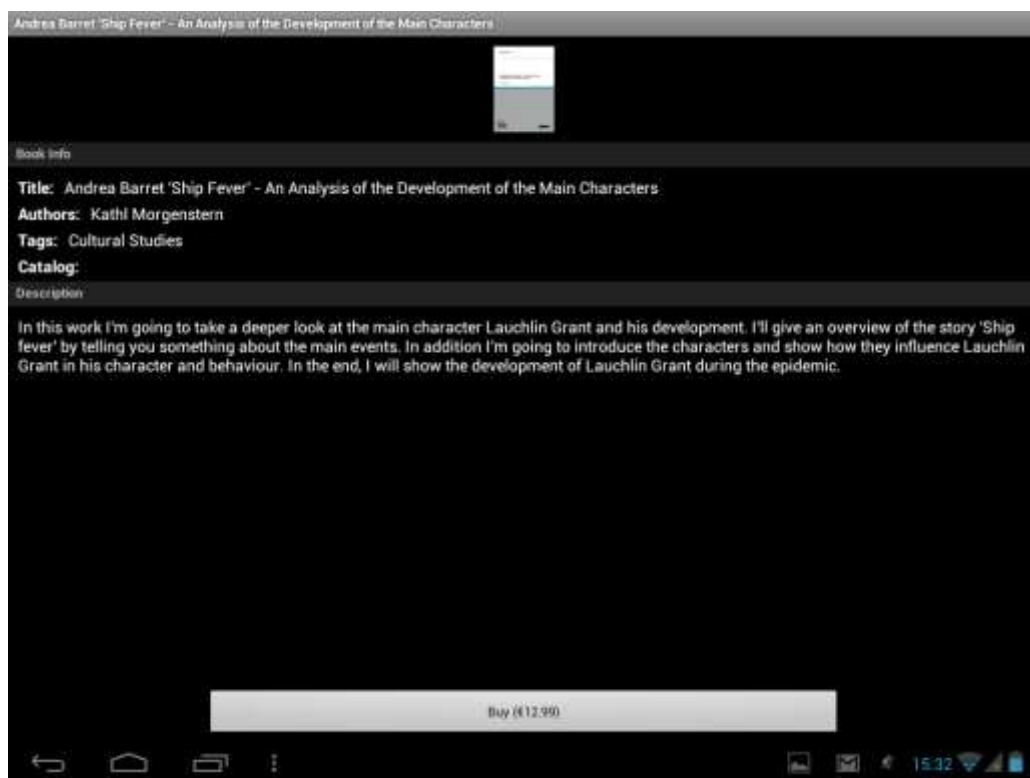 Andrea Barret 'Ship Fever' - An Analysis of the Development of the Main Characters
Book Info
Title: Andrea Barret 'Ship Fever' - An Analysis of the Development of the Main Characters
Authors: Kathl Morgenstern
Tags: Cultural Studies
Catalog:
Description
In this work I'm going to take a deeper look at the main character Lauchlin Grant and his development. I'll give an overview of the story 'Ship
fever' by telling you something about the main events. In addition I'm going to introduce the characters and show how they influence Lauchlin
Grant in his character and behaviour. In the end, I will show the development of Lauchlin Grant during the epidemic.
Buy (€12.99)
15:32